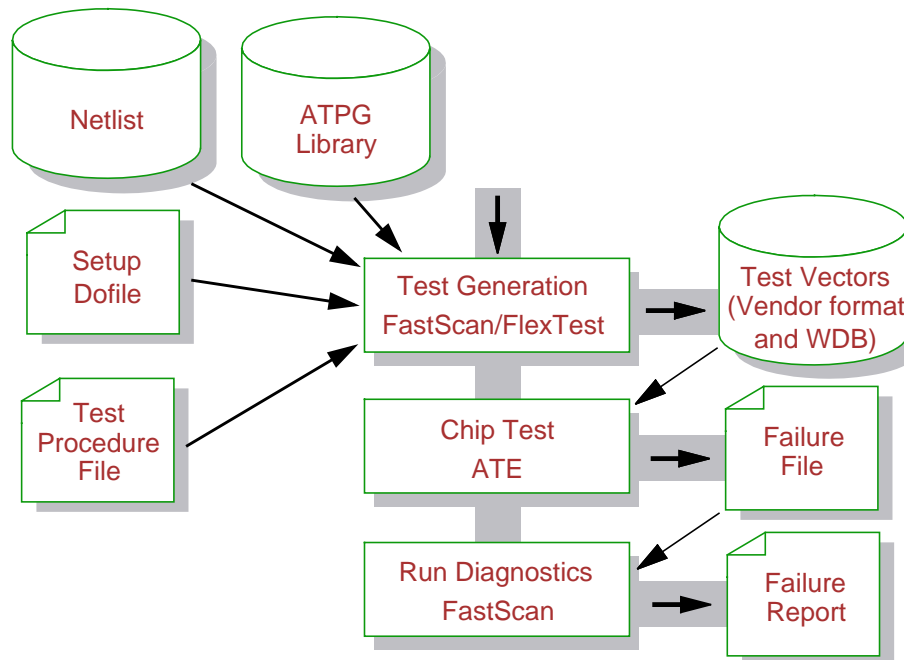 Netlist
ATPG
Library
Setup
Dofile
Test Generation
FastScan/FlexTest
Test Vectors
(Vendor format
and WDB)
Test
Procedure
File
Chip Test
ATE
Failure
File
Run Diagnostics
FastScan
Failure
Report